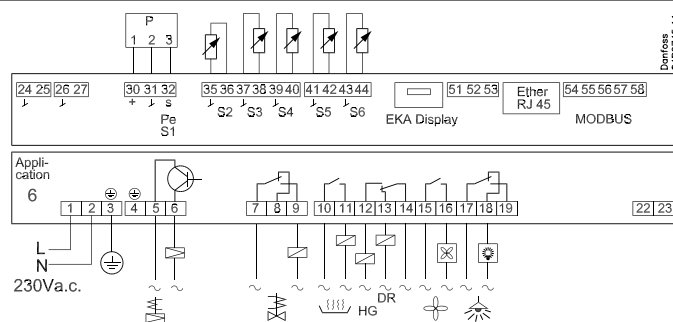 P
1 2 3
Danfoss
24 25 26 27 30 31 32 35 36 37 38 39 40 41 42 43 44 51 52 53 54 55 56 57 58
+ s
S2 S3 S4 S5 S6
Pe
S1
EKA Display
Ether
RJ 45
MODBUS
Appli-
cation
6
1 2 3 4 5 6 7 8 9 10 11 12 13 14 15 16 17 18 19 22 23
L
N
230Va.c.
HG
DR